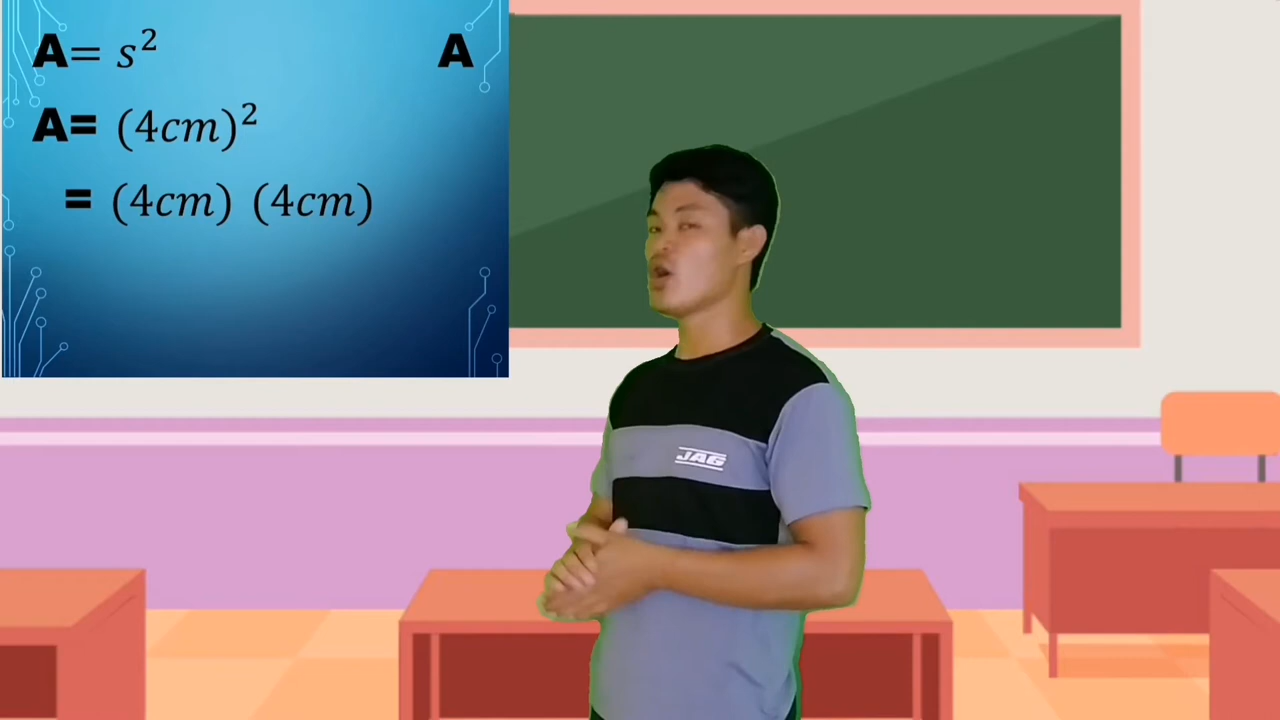 A= s² A
A= (4cm)²
= (4cm) (4cm)
JAG